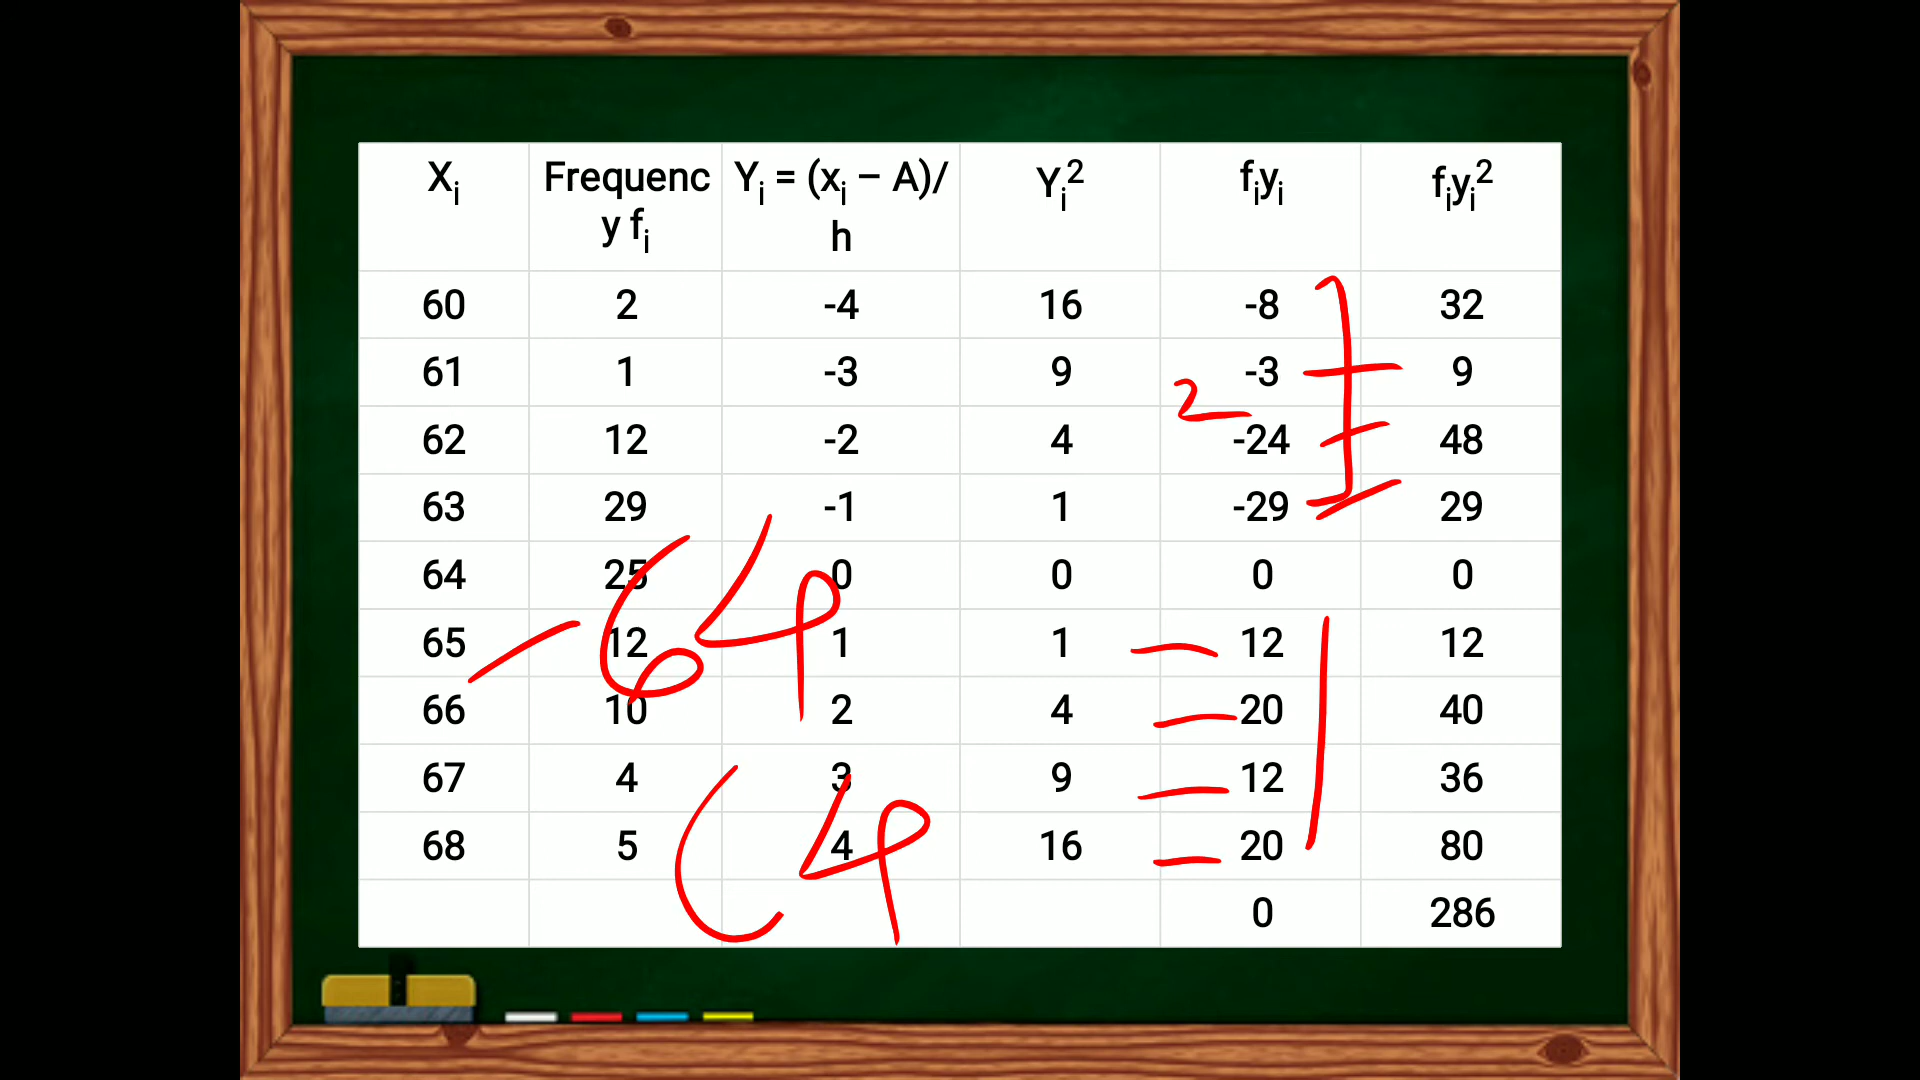 Xi Frequency fi Yi = (xi – A)/h Yi² fiyi fiyi²
60 2 -4 16 -8 32
61 1 -3 9 -3 9
2
62 12 -2 4 -24 48
63 29 -1 1 -29 29
64 25 0 0 0 0
64
65 12 1 1 12 12
66 10 2 4 20 40
67 4 3 9 12 36
68 5 4 16 20 80
0 286